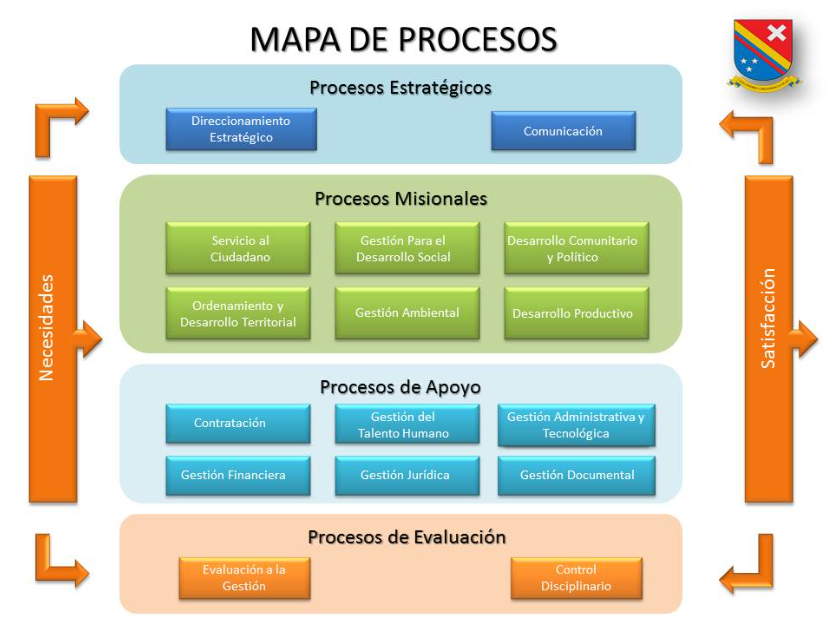 MAPA DE PROCESOS
Procesos Estratégicos
Direccionamiento
Estratégico
Comunicación
Necesidades
Procesos Misionales
Servicio al
Ciudadano
Gestión Para el
Desarrollo Social
Desarrollo Comunitario
y Político
Ordenamiento y
Desarrollo Territorial
Gestión Ambiental
Desarrollo Productivo
Satisfacción
Procesos de Apoyo
Contratación
Gestión del
Talento Humano
Gestión Administrativa y
Tecnológica
Gestión Financiera
Gestión Jurídica
Gestión Documental
Procesos de Evaluación
Evaluación a la
Gestión
Control
Disciplinario